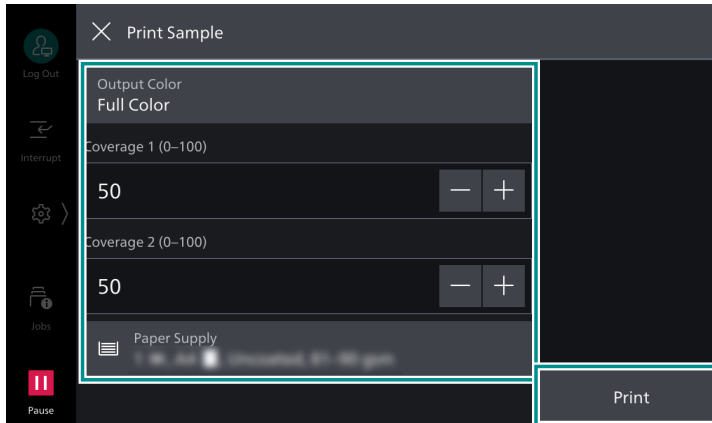 Print Sample
Log Out
Output Color
Full Color
Interrupt
Coverage 1 (0–100)
50
Coverage 2 (0–100)
50
Jobs
Paper Supply
Pause
Print